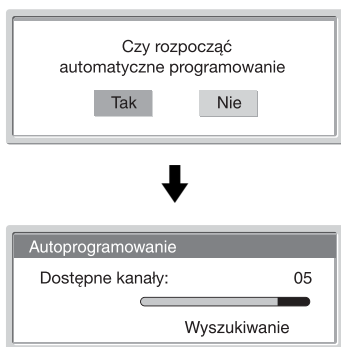 Czy rozpocząć
automatyczne programowanie
Tak Nie
Autoprogramowanie
Dostępne kanały: 05
Wyszukiwanie